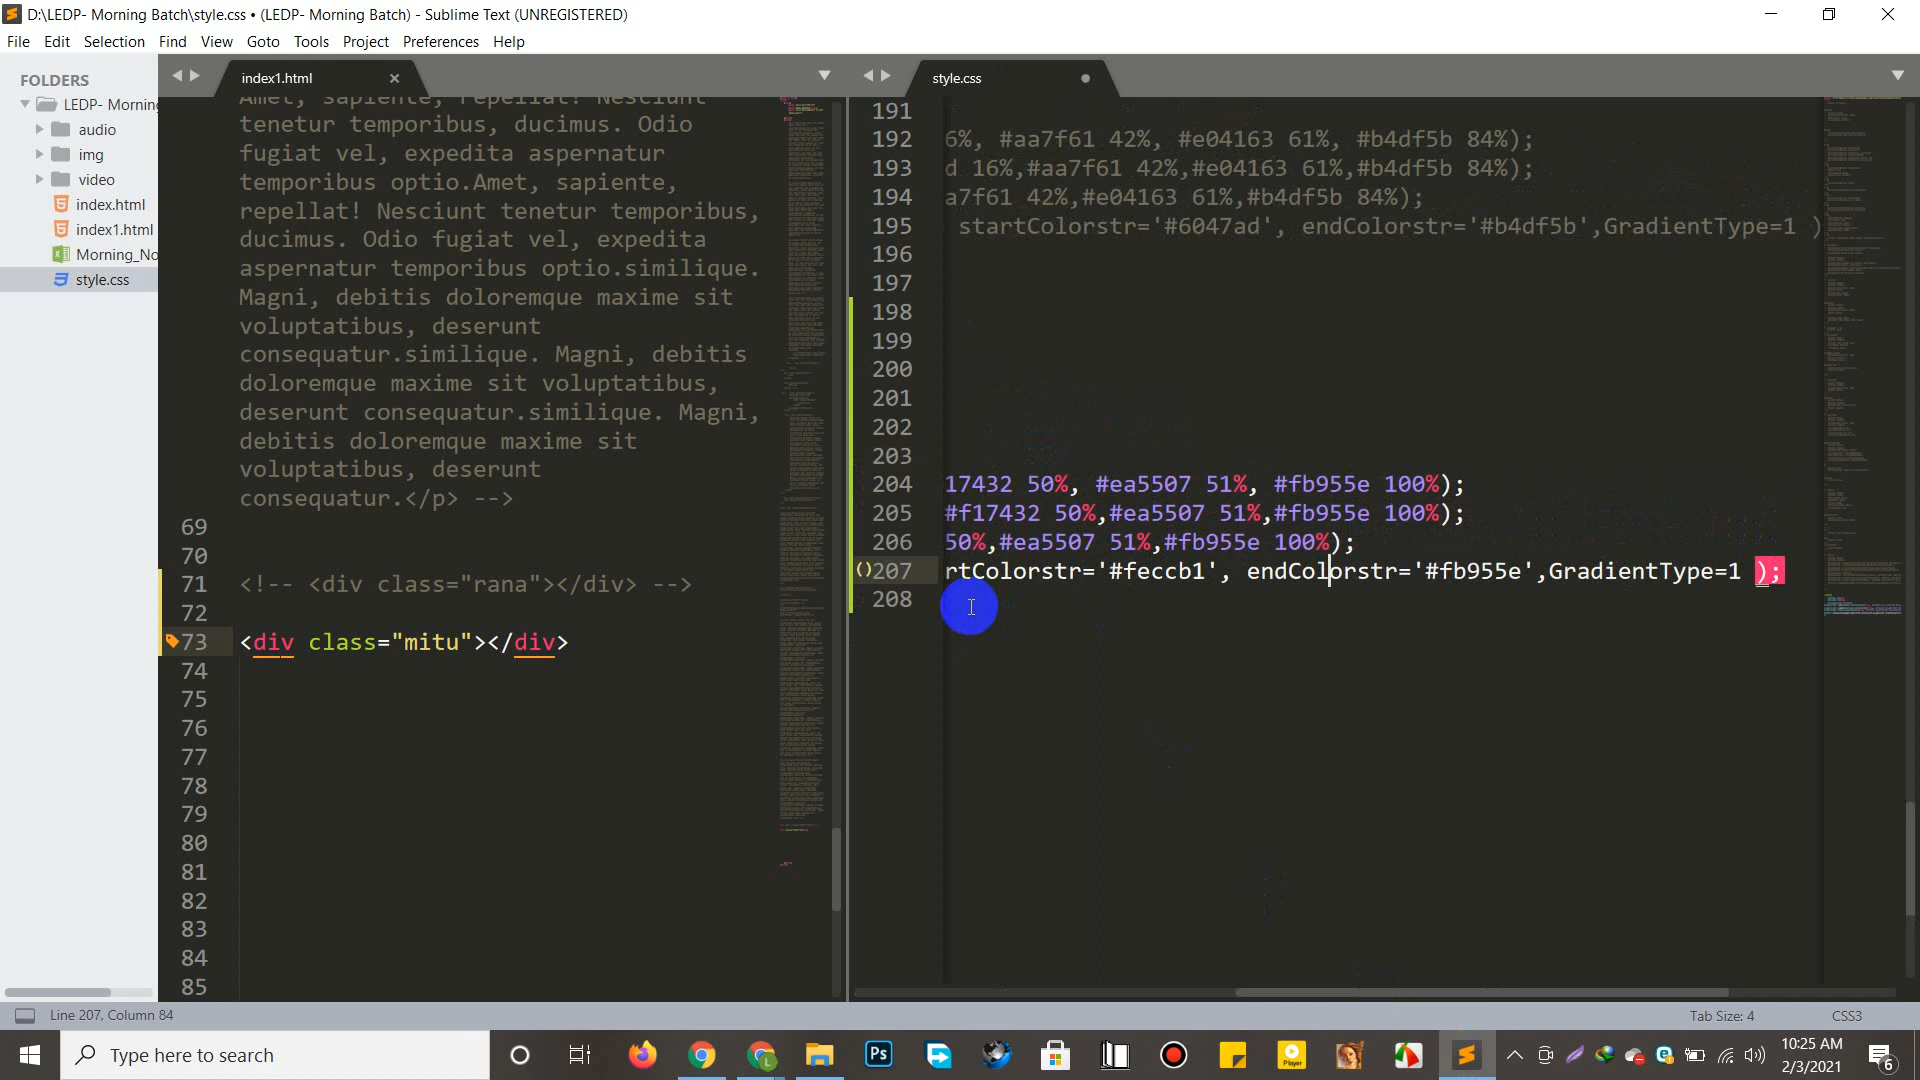 D:\LEDP- Morning Batch\style.css • (LEDP- Morning Batch) - Sublime Text (UNREGISTERED)
File Edit Selection Find View Goto Tools Project Preferences Help
FOLDERS
LEDP- Morning
audio
img
video
index.html
index1.html
Morning_No
style.css
index1.html
Amet, sapiente, repellat! Nesciunt
tenetur temporibus, ducimus. Odio
fugiat vel, expedita aspernatur
temporibus optio.Amet, sapiente,
repellat! Nesciunt tenetur temporibus,
ducimus. Odio fugiat vel, expedita
aspernatur temporibus optio.similique.
Magni, debitis doloremque maxime sit
voluptatibus, deserunt
consequatur.similique. Magni, debitis
doloremque maxime sit voluptatibus,
deserunt consequatur.similique. Magni,
debitis doloremque maxime sit
voluptatibus, deserunt
consequatur.</p> -->
69
70
71 <!-- <div class="rana"></div> -->
72
73 <div class="mitu"></div>
74
75
76
77
78
79
80
81
82
83
84
85
style.css
191
192 6%, #aa7f61 42%, #e04163 61%, #b4df5b 84%);
193 d 16%,#aa7f61 42%,#e04163 61%,#b4df5b 84%);
194 a7f61 42%,#e04163 61%,#b4df5b 84%);
195 startColorstr='#6047ad', endColorstr='#b4df5b',GradientType=1 )
196
197
198
199
200
201
202
203
204 17432 50%, #ea5507 51%, #fb955e 100%);
205 #f17432 50%,#ea5507 51%,#fb955e 100%);
206 50%,#ea5507 51%,#fb955e 100%);
207 rtColorstr='#feccb1', endColorstr='#fb955e',GradientType=1 );
208
Line 207, Column 84
Tab Size: 4
CSS3
Type here to search
Ps
Player
10:25 AM
2/3/2021
6